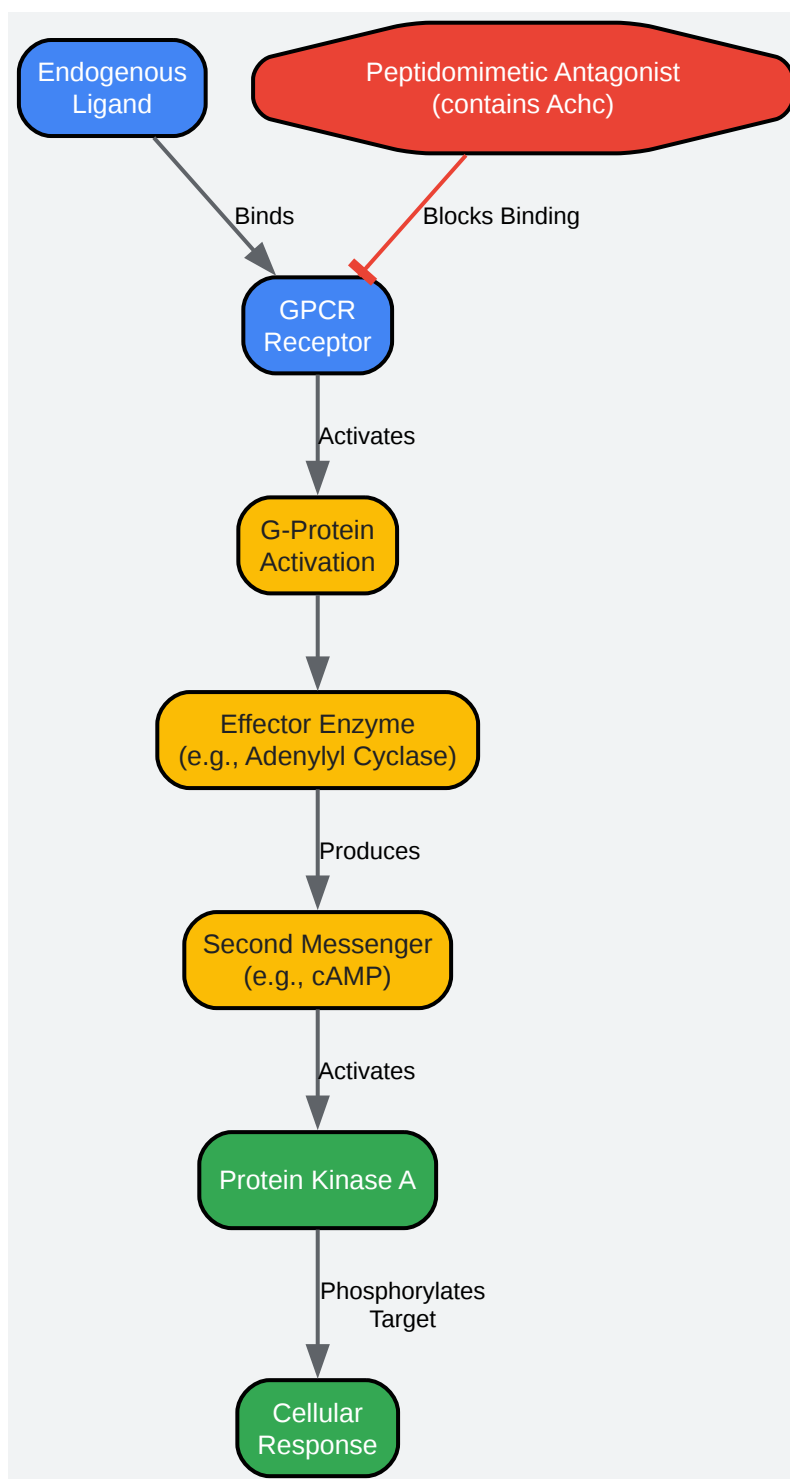 Endogenous
Ligand
Peptidomimetic Antagonist
(contains Achc)
Binds
Blocks Binding
GPCR
Receptor
Activates
G-Protein
Activation
Effector Enzyme
(e.g., Adenylyl Cyclase)
Produces
Second Messenger
(e.g., cAMP)
Activates
Protein Kinase A
Phosphorylates
Target
Cellular
Response